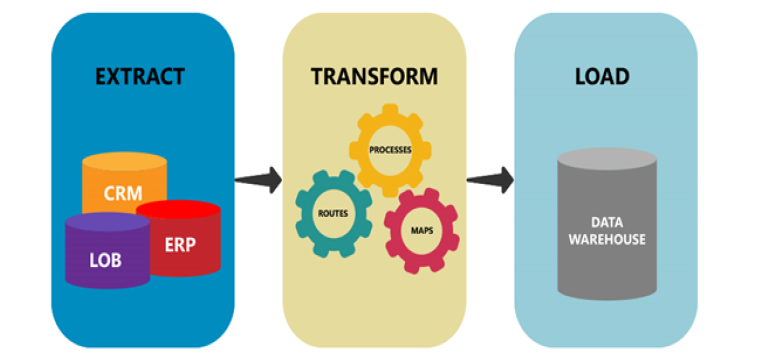 EXTRACT
CRM
LOB
ERP
TRANSFORM
PROCESSES
ROUTES
MAPS
LOAD
DATA
WAREHOUSE